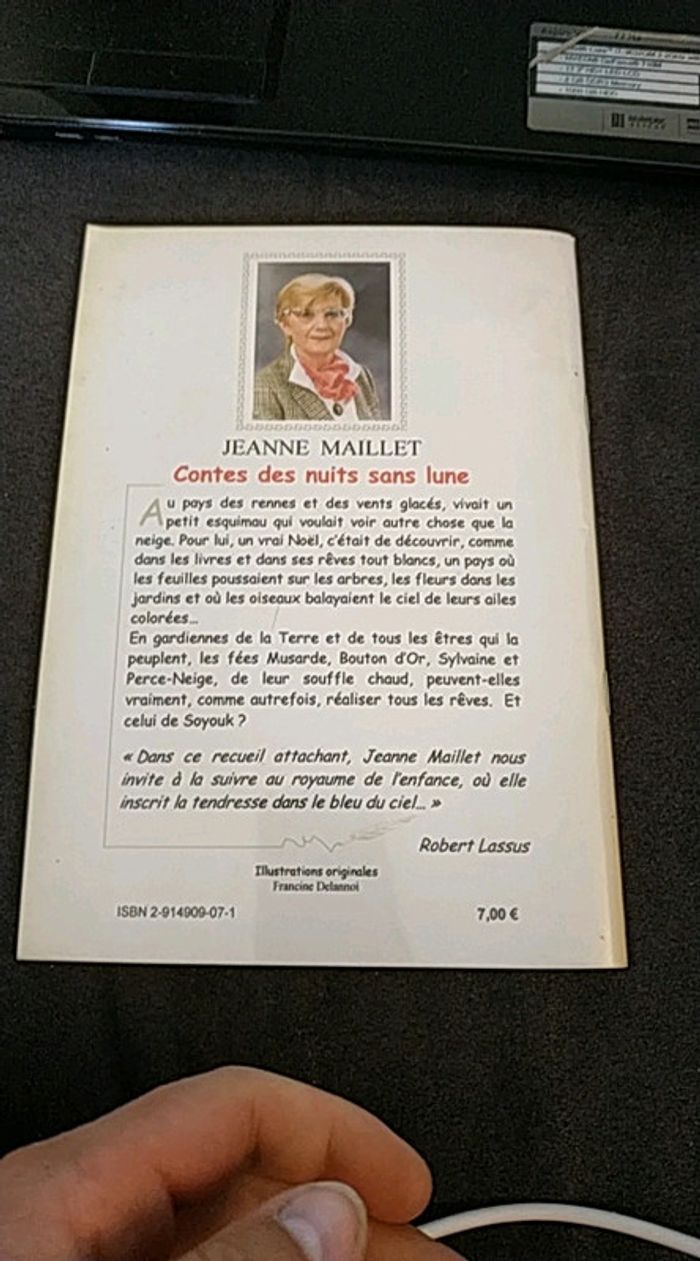 JEANNE MAILLET
Contes des nuits sans lune
Au pays des rennes et des vents glacés, vivait un
petit esquimau qui voulait voir autre chose que la
neige. Pour lui, un vrai Noël, c'était de découvrir, comme
dans les livres et dans ses rêves tout blancs, un pays où
les feuilles poussaient sur les arbres, les fleurs dans les
jardins et où les oiseaux balayaient le ciel de leurs ailes
colorées...
En gardiennes de la Terre et de tous les êtres qui la
peuplent, les fées Musarde, Bouton d'Or, Sylvaine et
Perce-Neige, de leur souffle chaud, peuvent-elles
vraiment, comme autrefois, réaliser tous les rêves. Et
celui de Soyouk ?
« Dans ce recueil attachant, Jeanne Maillet nous
invite à la suivre au royaume de l'enfance, où elle
inscrit la tendresse dans le bleu du ciel... »
Robert Lassus
Illustrations originales
Francine Delannoi
ISBN 2-914909-07-1
7,00 €